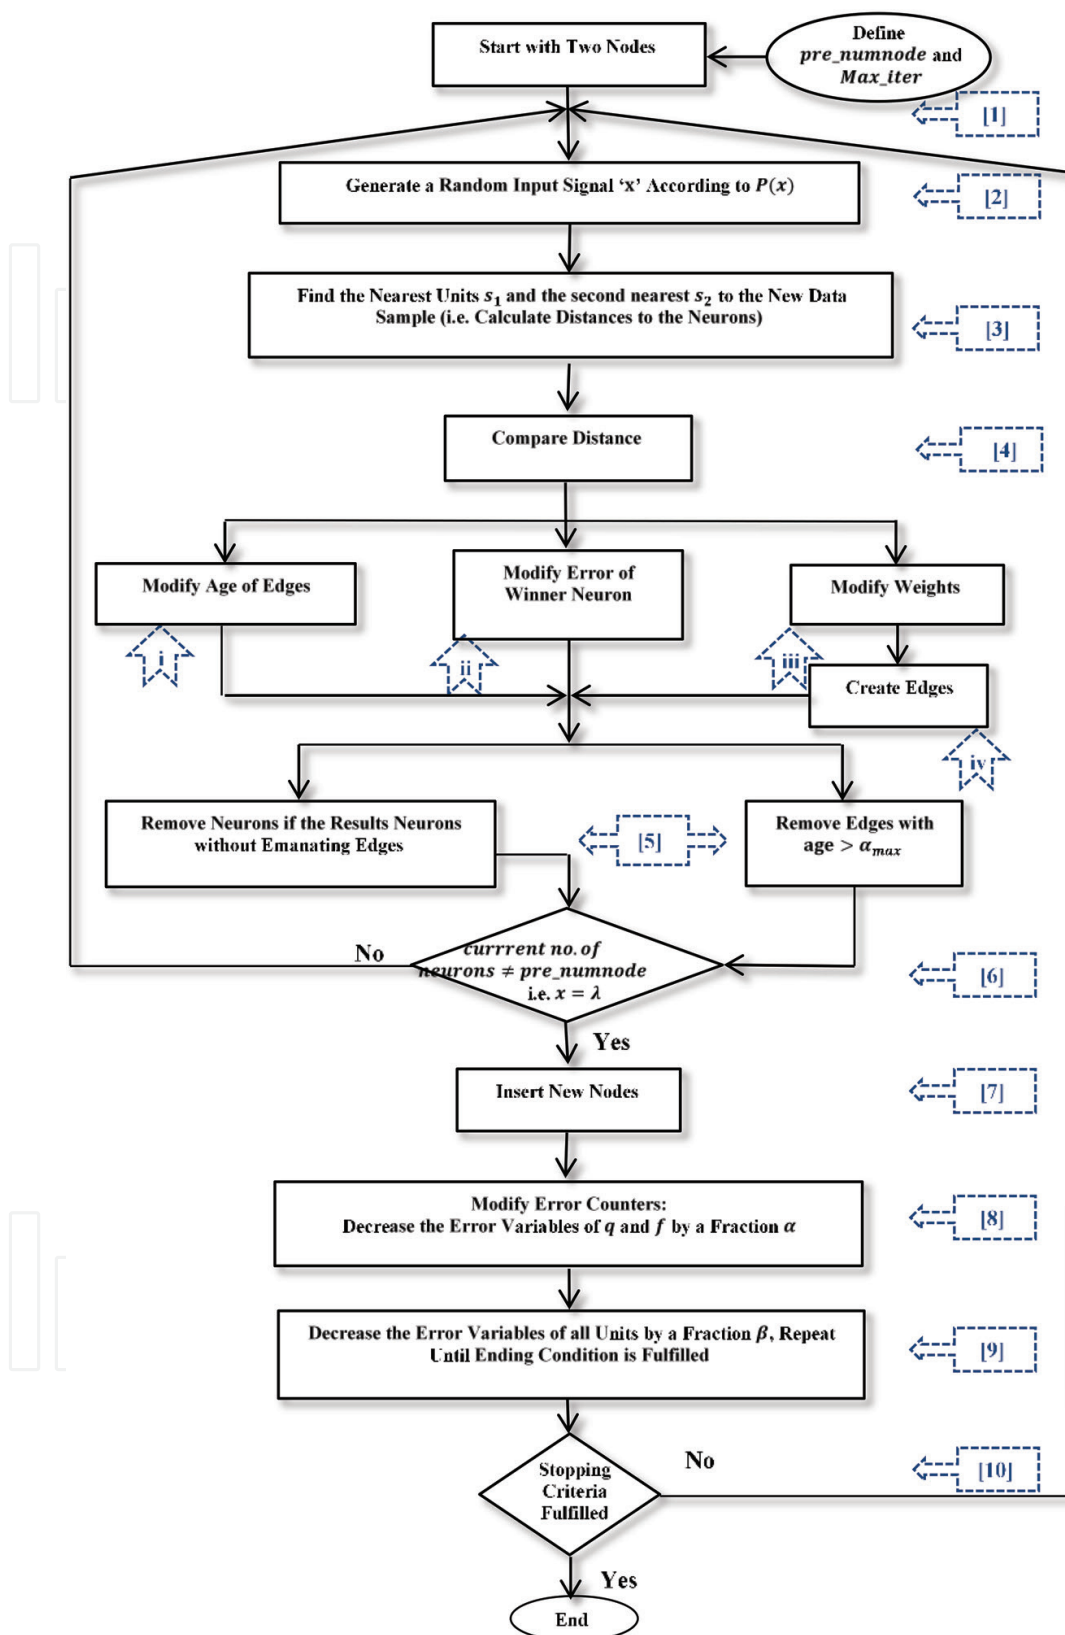 Define
pre_numnode and
Max_iter
Start with Two Nodes
[1]
Generate a Random Input Signal ‘x’ According to P(x)
[2]
Find the Nearest Units s₁ and the second nearest s₂ to the New Data
Sample (i.e. Calculate Distances to the Neurons)
[3]
Compare Distance
[4]
Modify Age of Edges
Modify Error of
Winner Neuron
Modify Weights
i
ii
iii
Create Edges
iv
Remove Neurons if the Results Neurons
without Emanating Edges
[5]
Remove Edges with
age > α_max
No
currrent no. of
neurons ≠ pre_numnode
i.e. x = λ
[6]
Yes
Insert New Nodes
[7]
Modify Error Counters:
Decrease the Error Variables of q and f by a Fraction α
[8]
Decrease the Error Variables of all Units by a Fraction β, Repeat
Until Ending Condition is Fulfilled
[9]
Stopping
Criteria
Fulfilled
No
[10]
Yes
End